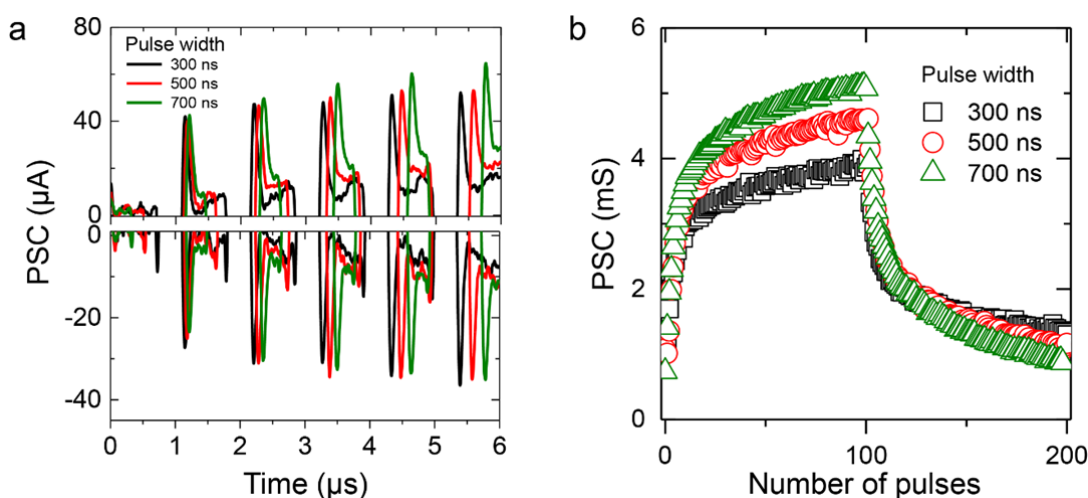 a
Pulse width
300 ns
500 ns
700 ns
80
40
0
0
-20
-40
PSC (µA)
0 1 2 3 4 5 6
Time (µs)
b
Pulse width
300 ns
500 ns
700 ns
6
4
2
0
PSC (mS)
0 100 200
Number of pulses